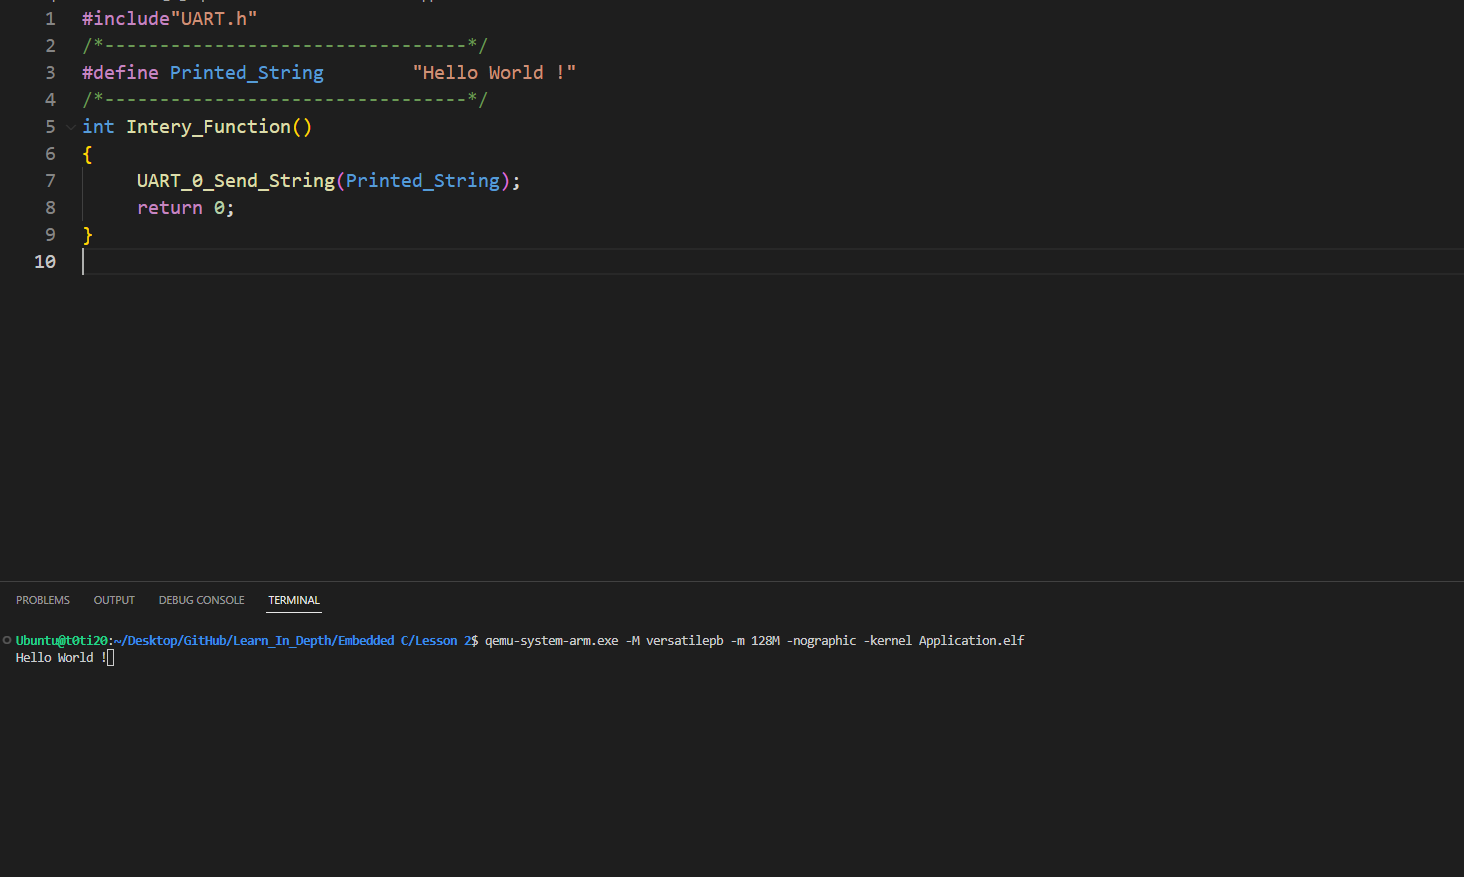 1 #include"UART.h"
2 /*---------------------------------*/
3 #define Printed_String        "Hello World !"
4 /*---------------------------------*/
5 int Intery_Function()
6 {
7     UART_0_Send_String(Printed_String);
8     return 0;
9 }
10
PROBLEMS OUTPUT DEBUG CONSOLE TERMINAL
Ubuntu@t0ti20:~/Desktop/GitHub/Learn_In_Depth/Embedded C/Lesson 2$ qemu-system-arm.exe -M versatilepb -m 128M -nographic -kernel Application.elf
Hello World !